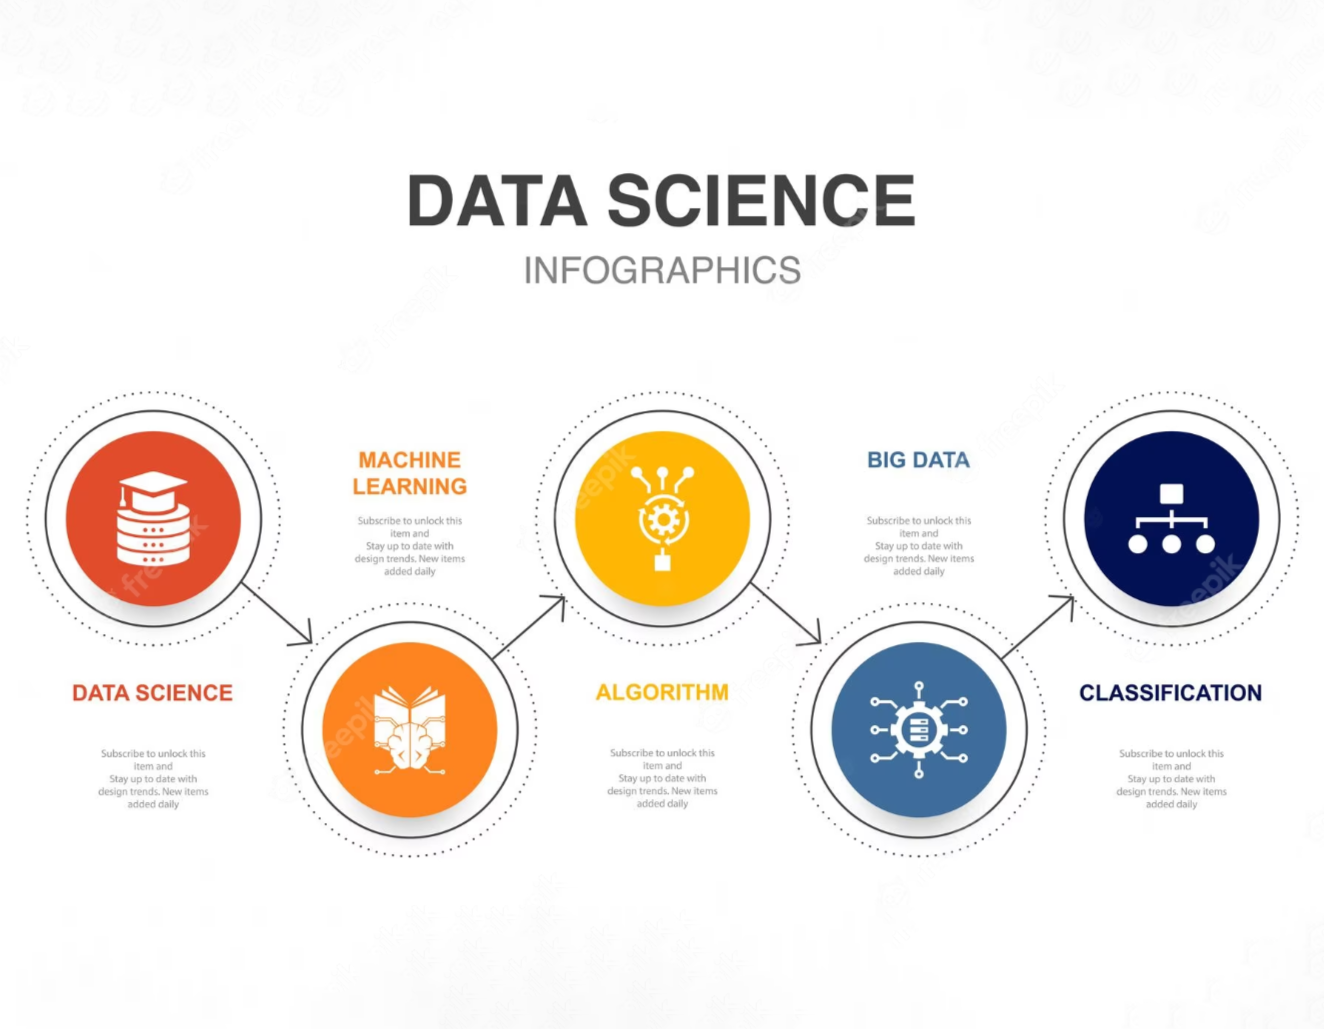 DATA SCIENCE
INFOGRAPHICS
DATA SCIENCE
Subscribe to unlock this
item and
Stay up to date with
design trends. New items
added daily
MACHINE
LEARNING
Subscribe to unlock this
item and
Stay up to date with
design trends. New items
added daily
ALGORITHM
Subscribe to unlock this
item and
Stay up to date with
design trends. New items
added daily
BIG DATA
Subscribe to unlock this
item and
Stay up to date with
design trends. New items
added daily
CLASSIFICATION
Subscribe to unlock this
item and
Stay up to date with
design trends. New items
added daily
freepik